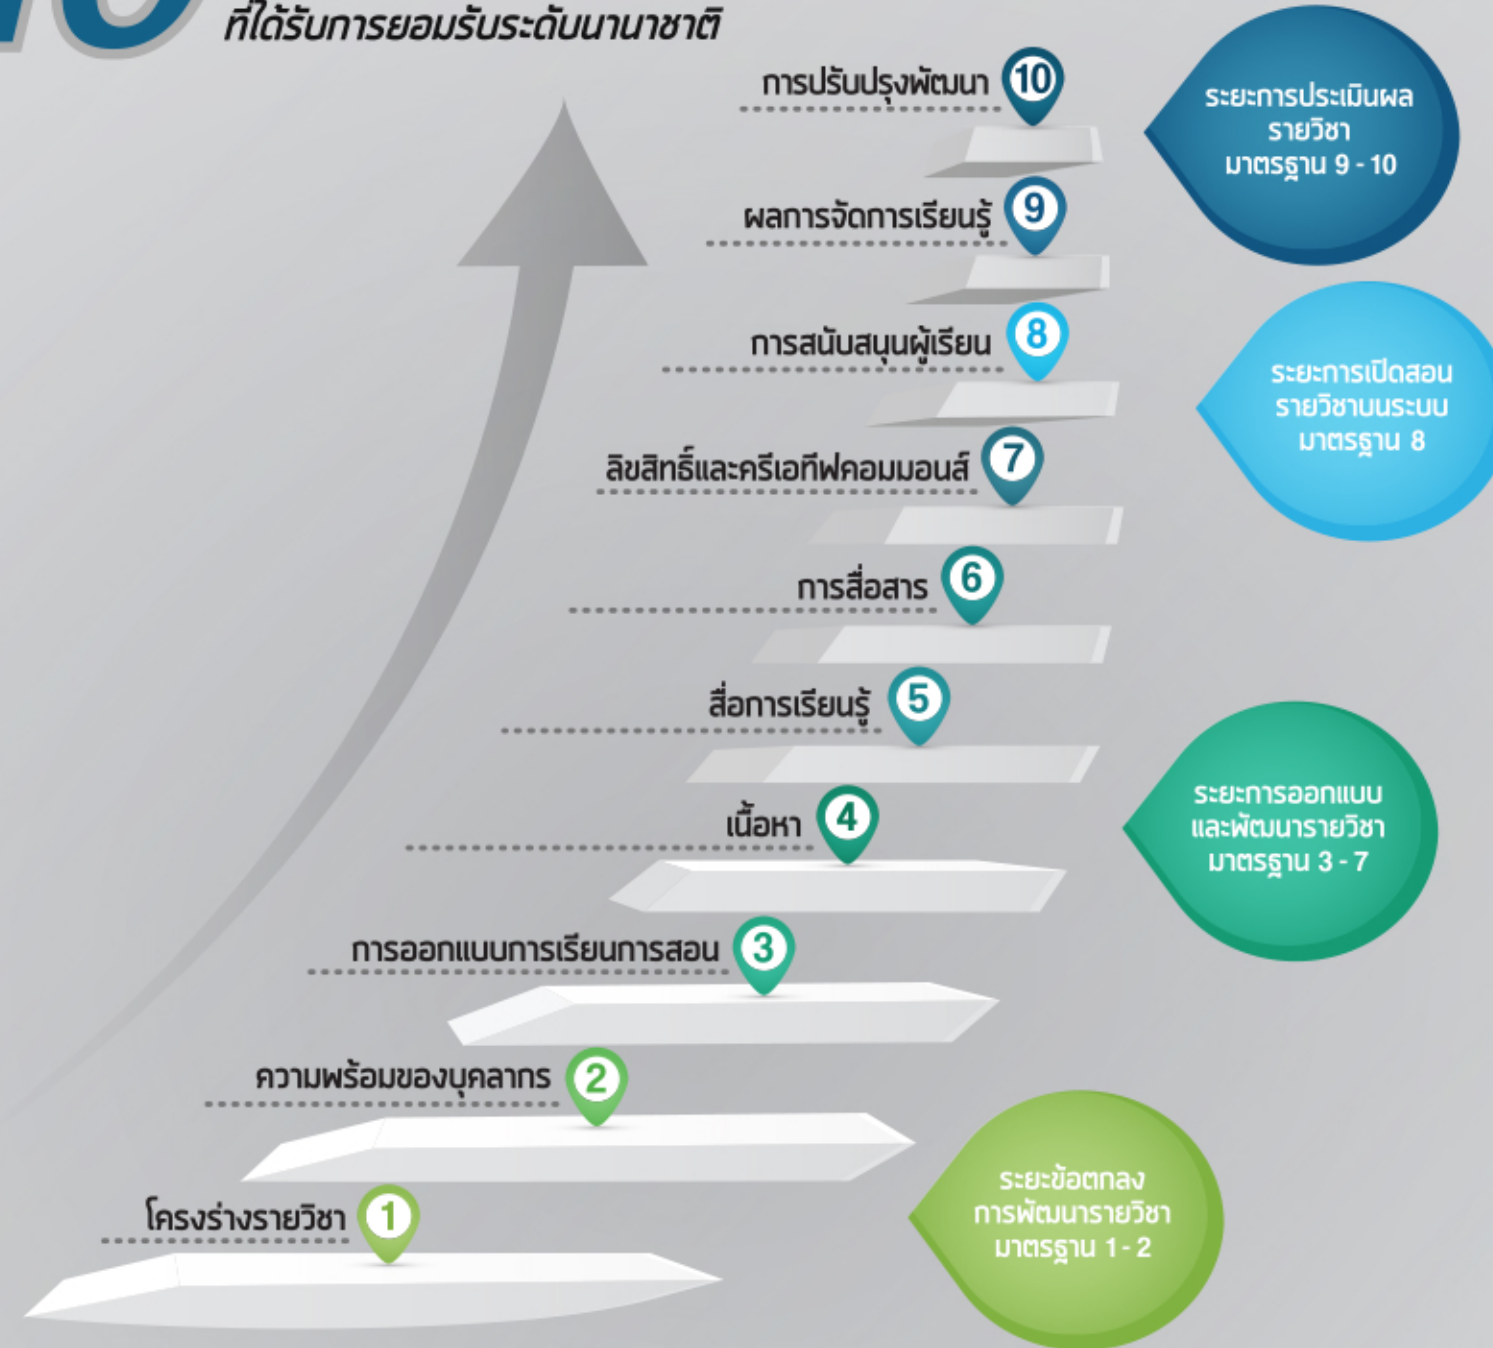 10
ที่ได้รับการยอมรับระดับนานาชาติ
การปรับปรุงพัฒนา 10
ระยะการประเมินผล
รายวิชา
มาตรฐาน 9 - 10
ผลการจัดการเรียนรู้ 9
การสนับสนุนผู้เรียน 8
ระยะการเปิดสอน
รายวิชาบนระบบ
มาตรฐาน 8
ลิขสิทธิ์และครีเอทีฟคอมมอนส์ 7
การสื่อสาร 6
สื่อการเรียนรู้ 5
เนื้อหา 4
ระยะการออกแบบ
และพัฒนารายวิชา
มาตรฐาน 3 - 7
การออกแบบการเรียนการสอน 3
ความพร้อมของบุคลากร 2
โครงร่างรายวิชา 1
ระยะข้อตกลง
การพัฒนารายวิชา
มาตรฐาน 1 - 2